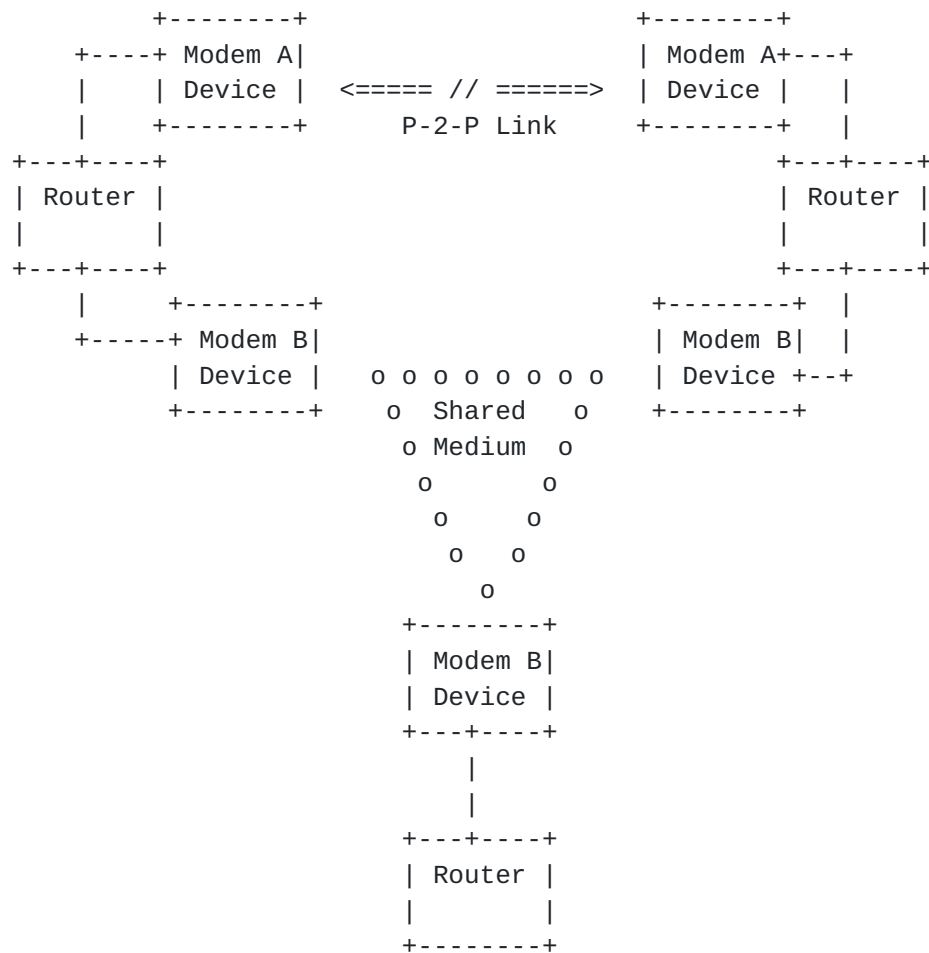 Modem A Modem A
Device <===== // ======> Device
P-2-P Link
Router Router
Modem B Modem B
Device Device
Shared
Medium
Modem B
Device
Router